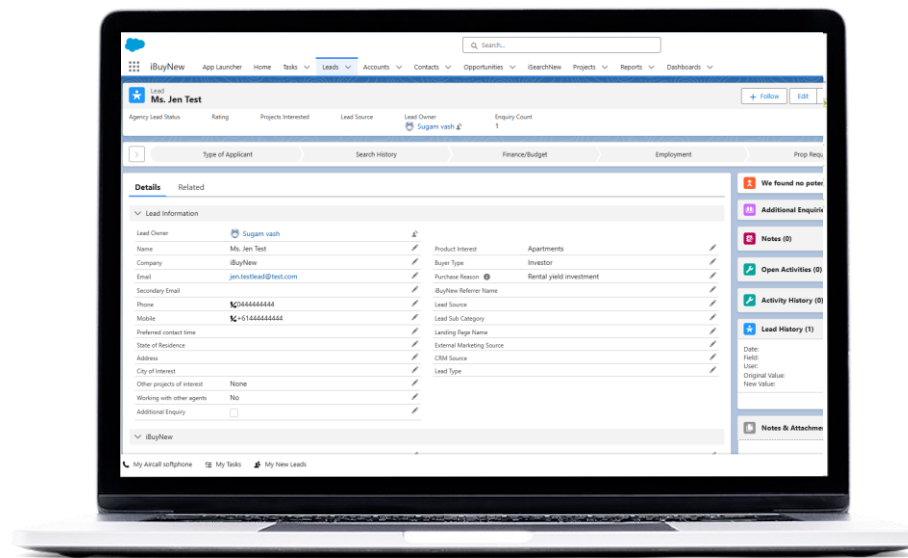 Search...
iBuyNew App Launcher Home Tasks Leads Accounts Contacts Opportunities iSearchNew Projects Reports Dashboards
Lead
Ms. Jen Test
+ Follow Edit
Agency Lead Status Rating Projects Interested Lead Source Lead Owner Enquiry Count
Sugam vash 1
Type of Applicant Search History Finance/Budget Employment Prop Requ
Details Related
Lead Information
Lead Owner Sugam vash
Name Ms. Jen Test Product Interest Apartments
Company iBuyNew Buyer Type Investor
Email jen.testlead@test.com Purchase Reason Rental yield investment
Secondary Email iBuyNew Referrer Name
Phone 0444444444 Lead Source
Mobile +61444444444 Lead Sub Category
Preferred contact time Landing Page Name
State of Residence External Marketing Source
Address CRM Source
City of Interest Lead Type
Other projects of interest None
Working with other agents No
Additional Enquiry
iBuyNew
We found no poten
Additional Enquirie
Notes (0)
Open Activities (0)
Activity History (0)
Lead History (1)
Date:
Field:
User:
Original Value:
New Value:
Notes & Attachme
My Aircall softphone My Tasks My New Leads